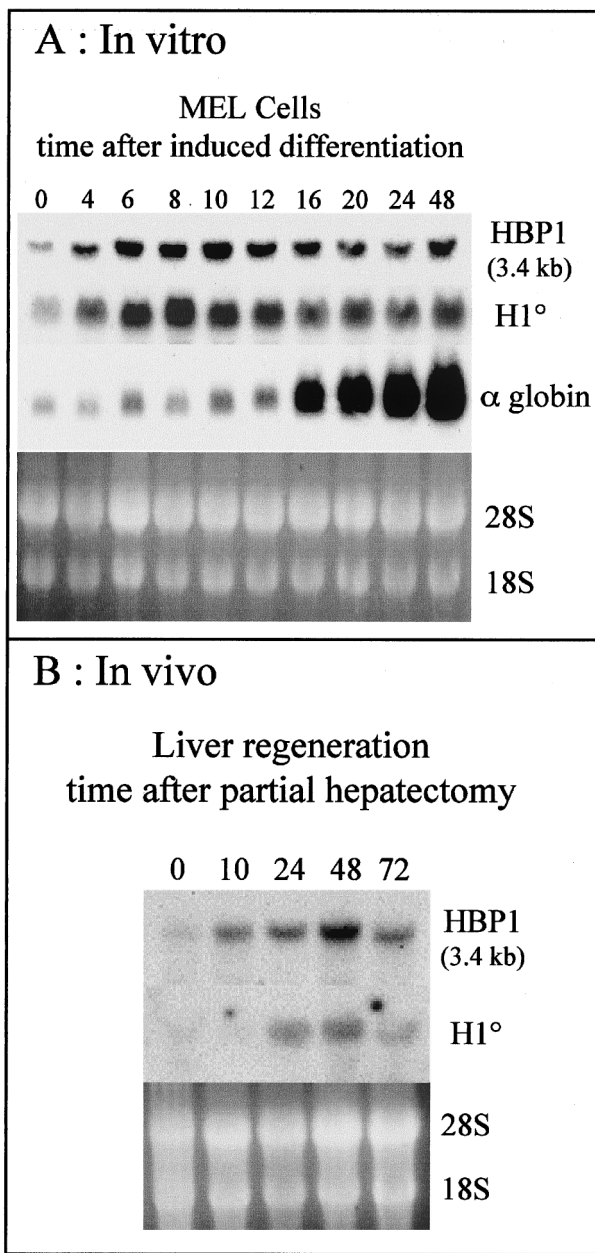 A : In vitro
MEL Cells
time after induced differentiation
0 4 6 8 10 12 16 20 24 48
HBP1
(3.4 kb)
H1°
α globin
28S
18S
B : In vivo
Liver regeneration
time after partial hepatectomy
0 10 24 48 72
HBP1
(3.4 kb)
H1°
28S
18S